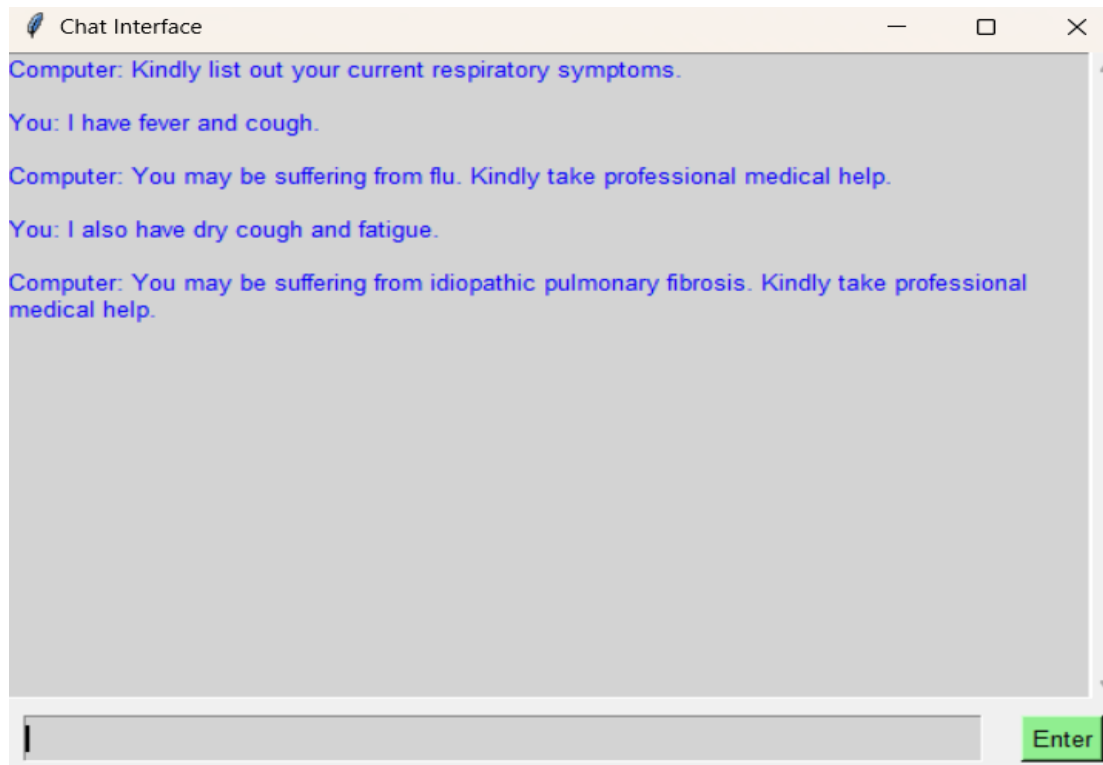 Chat Interface
Computer: Kindly list out your current respiratory symptoms.
You: I have fever and cough.
Computer: You may be suffering from flu. Kindly take professional medical help.
You: I also have dry cough and fatigue.
Computer: You may be suffering from idiopathic pulmonary fibrosis. Kindly take professional
medical help.
Enter